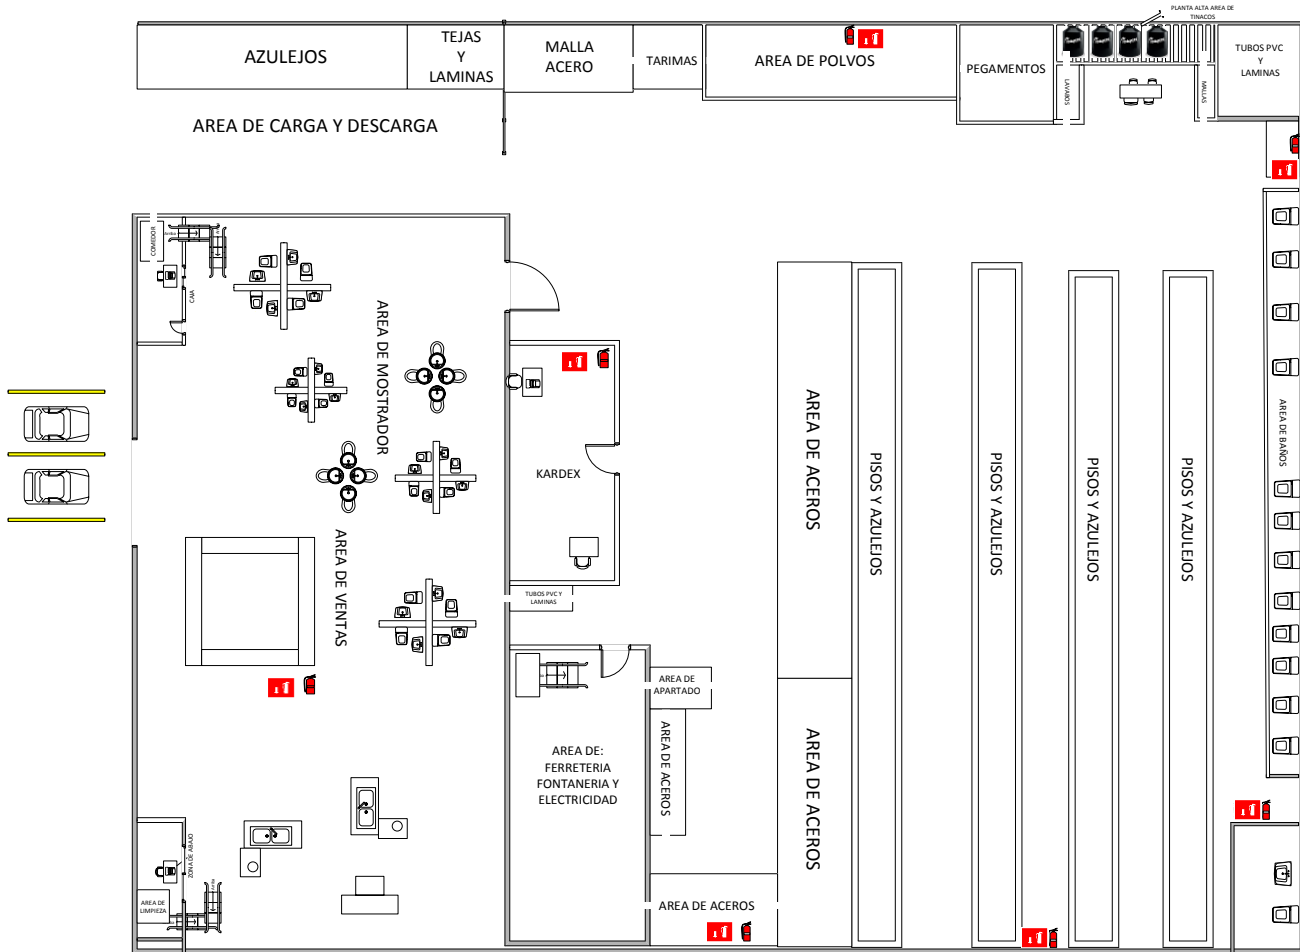 PLANTA ALTA AREA DE
TINACOS
AZULEJOS
TEJAS
Y
LAMINAS
MALLA
ACERO
TARIMAS
AREA DE POLVOS
PEGAMENTOS
LAVABOS
MALLAS
TUBOS PVC
Y
LAMINAS
AREA DE CARGA Y DESCARGA
COMEDOR
CAJA
AREA DE MOSTRADOR
AREA DE VENTAS
KARDEX
TUBOS PVC Y
LAMINAS
AREA DE ACEROS
PISOS Y AZULEJOS
PISOS Y AZULEJOS
PISOS Y AZULEJOS
PISOS Y AZULEJOS
AREA DE BAÑOS
AREA DE
APARTADO
AREA DE ACEROS
AREA DE ACEROS
AREA DE:
FERRETERIA
FONTANERIA Y
ELECTRICIDAD
ZONA DE ABAJO
AREA DE
LIMPIEZA
AREA DE ACEROS